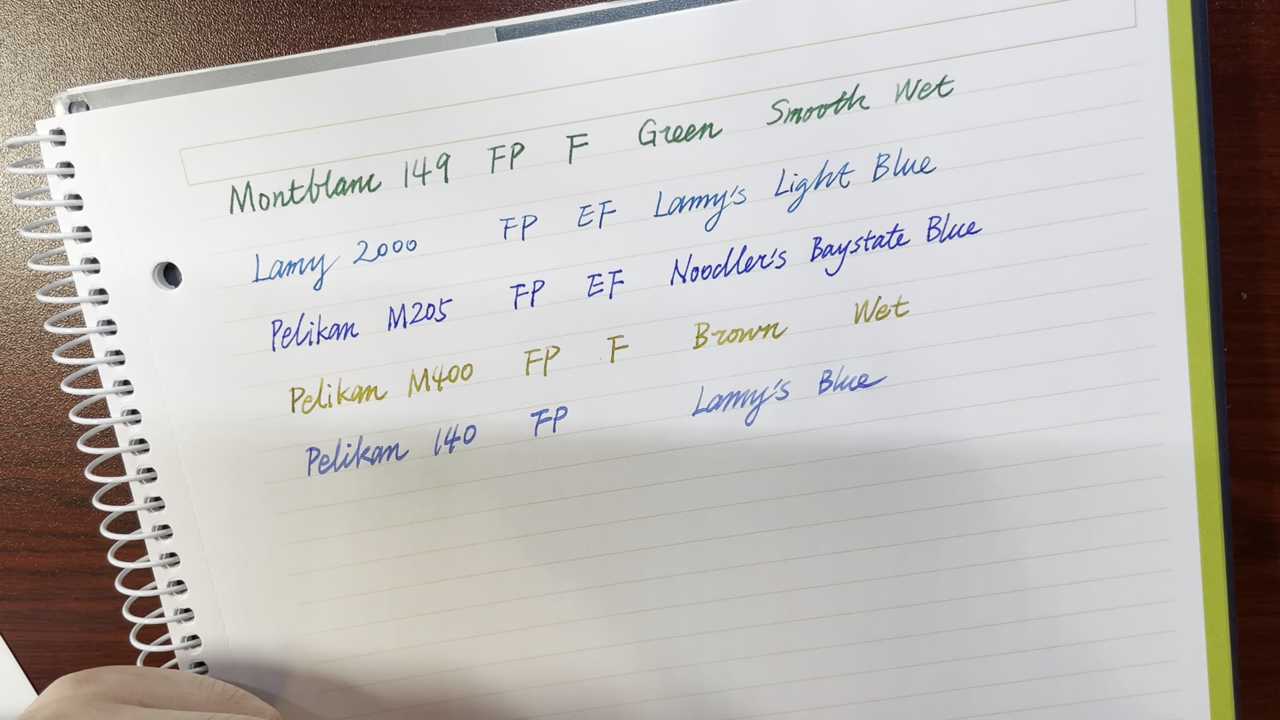 Montblanc 149 FP F Green Smooth Wet
Lamy 2000 FP EF Lamy's Light Blue
Pelikan M205 FP EF Noodler's Baystate Blue
Pelikan M400 FP F Brown Wet
Pelikan 140 FP Lamy's Blue